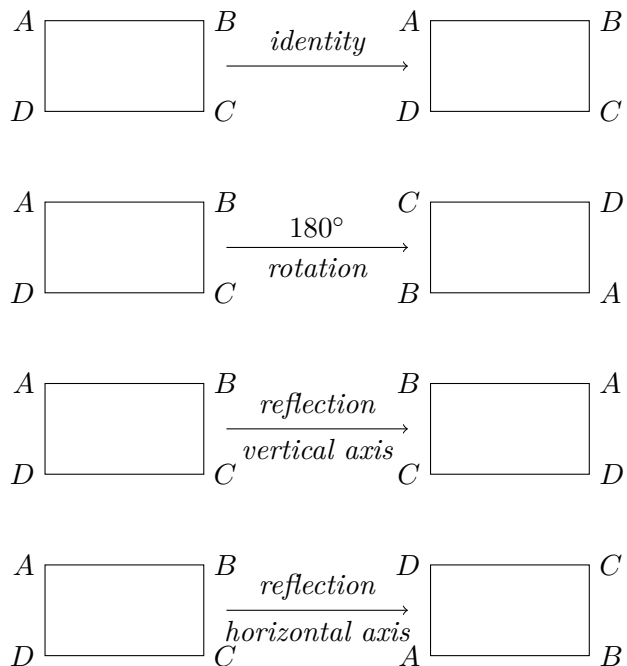 A B identity A B
D C D C
A B 180° C D
D C rotation B A
A B reflection B A
D C vertical axis C D
A B reflection D C
D C horizontal axis A B